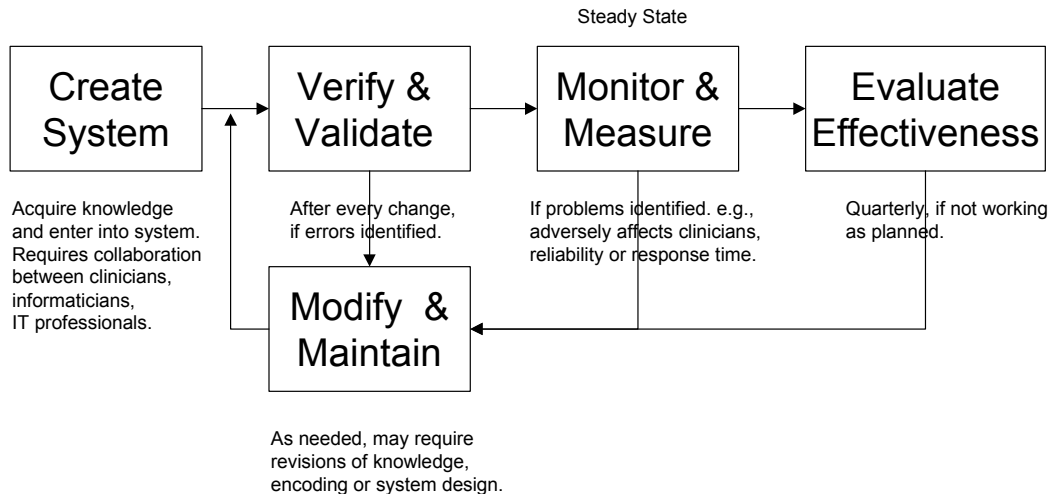 Steady State
Create
System
Verify &
Validate
Monitor &
Measure
Evaluate
Effectiveness
Acquire knowledge
and enter into system.
Requires collaboration
between clinicians,
informaticians,
IT professionals.
After every change,
if errors identified.
If problems identified. e.g.,
adversely affects clinicians,
reliability or response time.
Quarterly, if not working
as planned.
Modify &
Maintain
As needed, may require
revisions of knowledge,
encoding or system design.